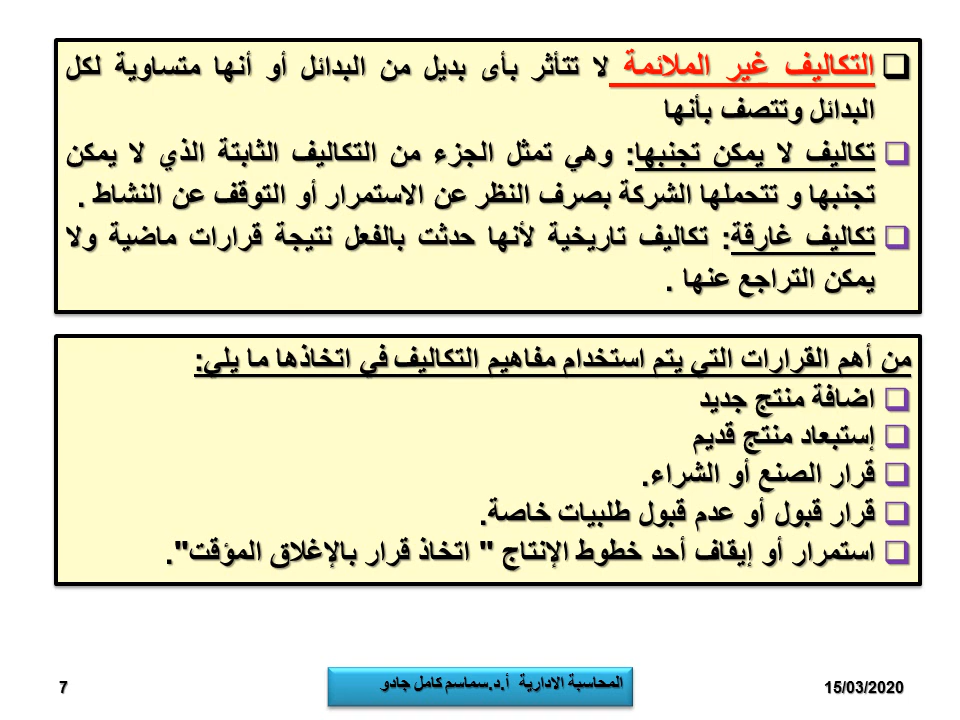 التكاليف غير الملائمة لا تتأثر بأى بديل من البدائل أو أنها متساوية لكل
البدائل وتتصف بأنها
تكاليف لا يمكن تجنبها: وهي تمثل الجزء من التكاليف الثابتة الذي لا يمكن
تجنبها و تتحملها الشركة بصرف النظر عن الاستمرار أو التوقف عن النشاط .
تكاليف غارقة: تكاليف تاريخية لأنها حدثت بالفعل نتيجة قرارات ماضية ولا
يمكن التراجع عنها .
من أهم القرارات التي يتم استخدام مفاهيم التكاليف في اتخاذها ما يلي:
اضافة منتج جديد
إستبعاد منتج قديم
قرار الصنع أو الشراء.
قرار قبول أو عدم قبول طلبيات خاصة.
استمرار أو إيقاف أحد خطوط الإنتاج " اتخاذ قرار بالإغلاق المؤقت".
15/03/2020
المحاسبة الادارية أ.د.سماسم كامل جادو
7